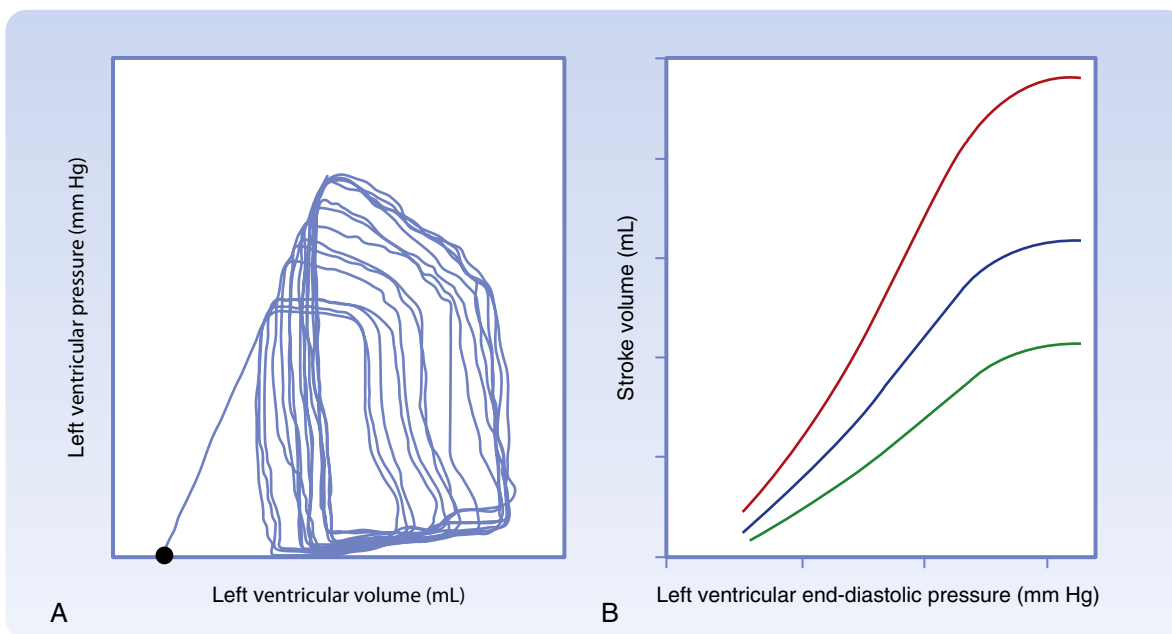 Left ventricular pressure (mm Hg)
Left ventricular volume (mL)
A
Stroke volume (mL)
Left ventricular end-diastolic pressure (mm Hg)
B